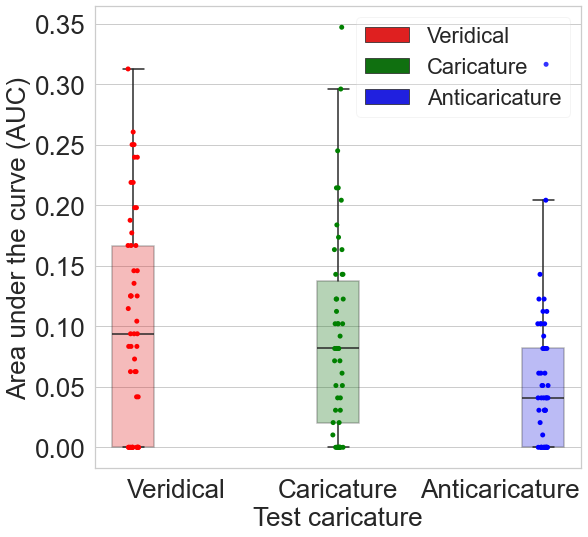 Area under the curve (AUC)
0.35
0.30
0.25
0.20
0.15
0.10
0.05
0.00
Veridical
Caricature
Anticaricature
Veridical
Caricature
Anticaricature
Test caricature